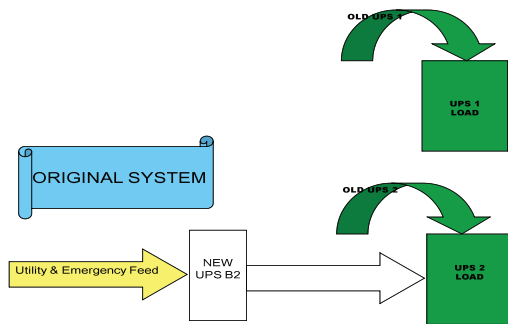 OLD UPS 1
UPS 1
LOAD
ORIGINAL SYSTEM
OLD UPS 2
Utility & Emergency Feed
NEW
UPS B2
UPS 2
LOAD